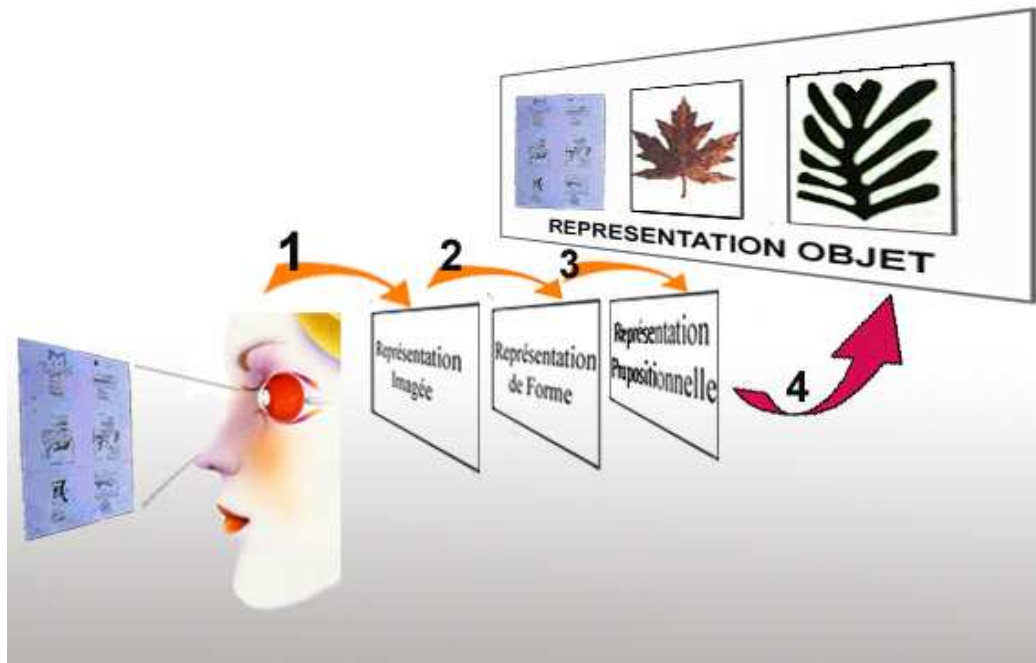 1
2
3
Représentation
Imagée
Représentation
de Forme
Représentation
Propositionnelle
4
REPRESENTATION OBJET